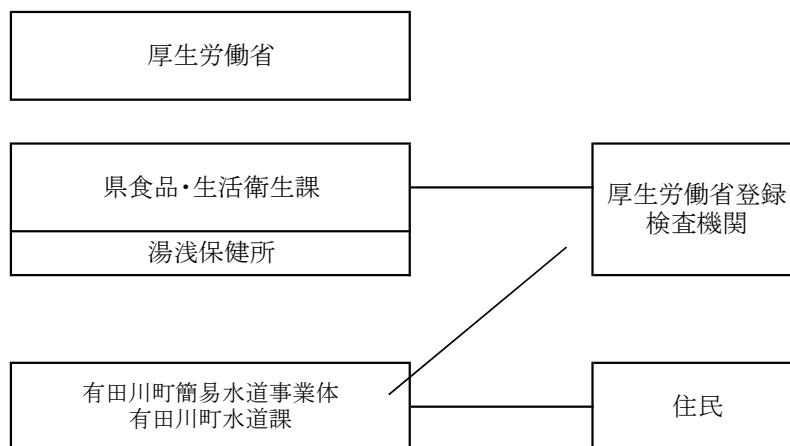 厚生労働省
県食品・生活衛生課
湯浅保健所
厚生労働省登録
検査機関
有田川町簡易水道事業体
有田川町水道課
住民